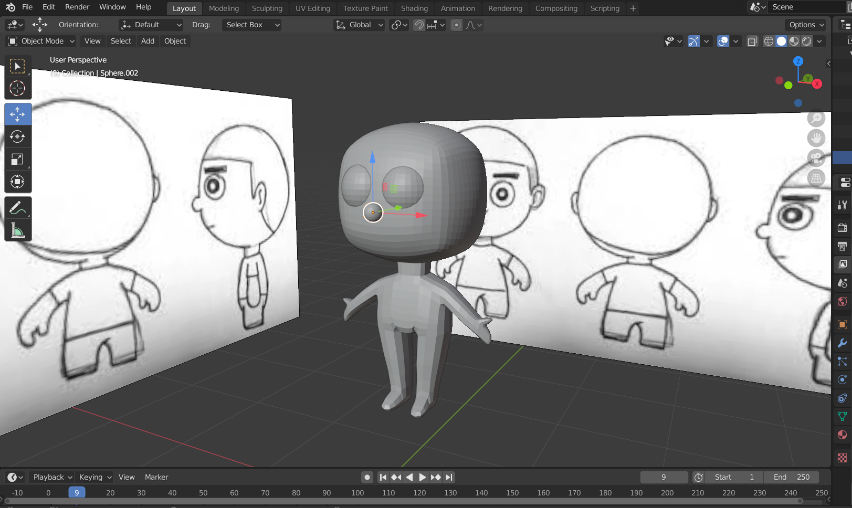 File Edit Render Window Help Layout Modeling Sculpting UV Editing Texture Paint Shading Animation Rendering Compositing Scripting + Scene
Orientation: Default Drag: Select Box Global Options
Object Mode View Select Add Object
User Perspective
Collection | Sphere.002
Z
X
Playback Keying View Marker 9 Start 1 End 250
-10 0 9 20 30 40 50 60 70 80 90 100 110 120 130 140 150 160 170 180 190 200 210 220 230 240 250